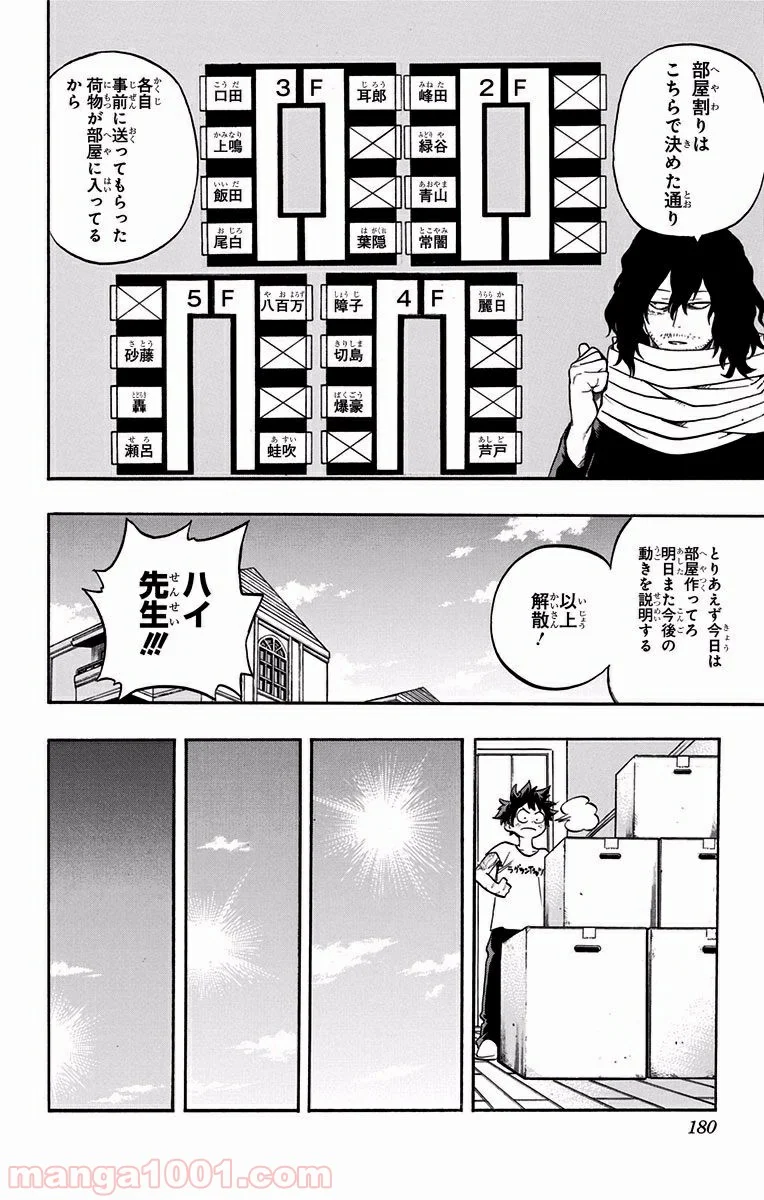 部屋割りは
こちらで決めた通り
各自
事前に送ってもらった
荷物が部屋に入ってる
から
2F
峰田
緑谷
青山
常闇
3F
口田
耳郎
上鳴
飯田
尾白
葉隠
4F
障子
麗日
切島
爆豪
芦戸
5F
八百万
砂藤
轟
瀬呂
蛙吹
とりあえず今日は
部屋作ってろ
明日また今後の
動きを説明する
以上
解散!
ハイ
先生!!!
180
manga1001.com